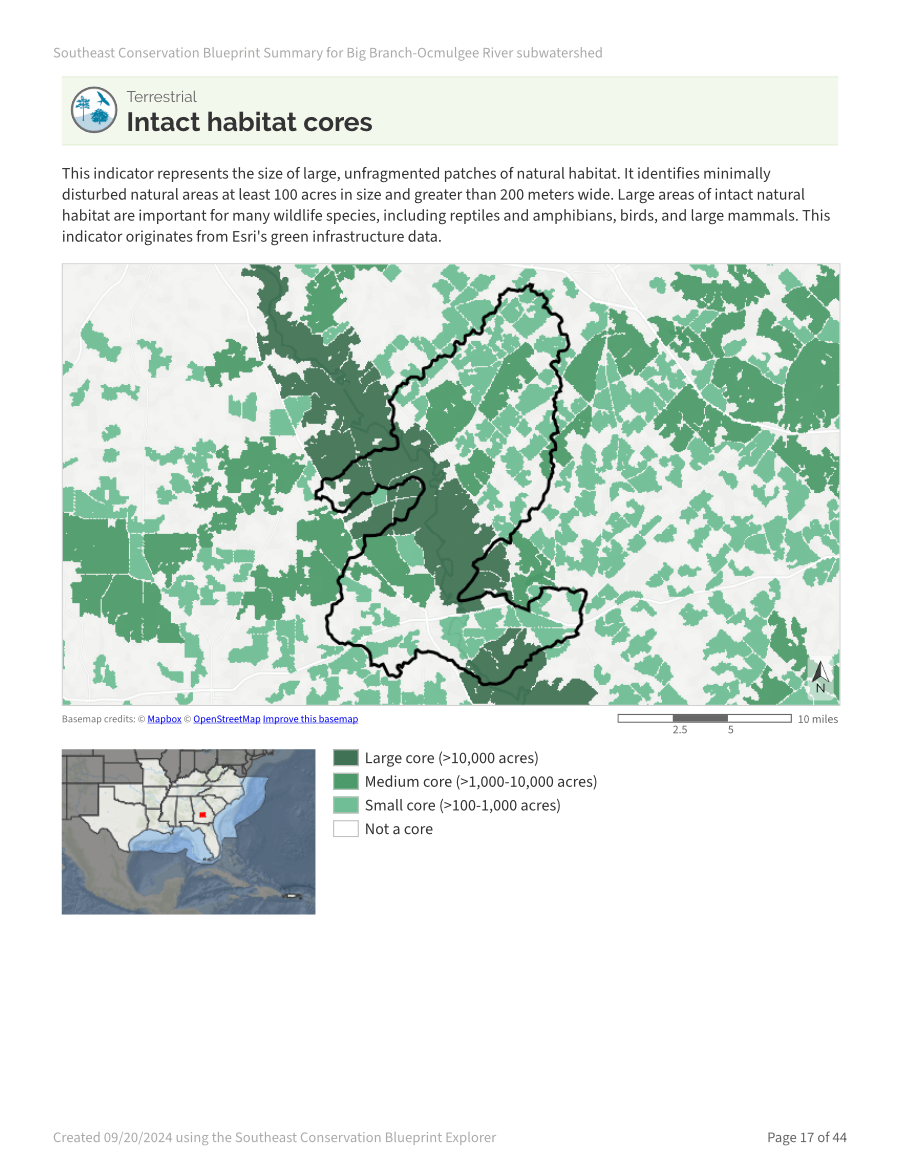 Southeast Conservation Blueprint Summary for Big Branch-Ocmulgee River subwatershed
Terrestrial
Intact habitat cores
This indicator represents the size of large, unfragmented patches of natural habitat. It identifies minimally
disturbed natural areas at least 100 acres in size and greater than 200 meters wide. Large areas of intact natural
habitat are important for many wildlife species, including reptiles and amphibians, birds, and large mammals. This
indicator originates from Esri's green infrastructure data.
N
Basemap credits: © Mapbox © OpenStreetMap Improve this basemap
10 miles
2.5 5
Large core (>10,000 acres)
Medium core (>1,000-10,000 acres)
Small core (>100-1,000 acres)
Not a core
Created 09/20/2024 using the Southeast Conservation Blueprint Explorer
Page 17 of 44